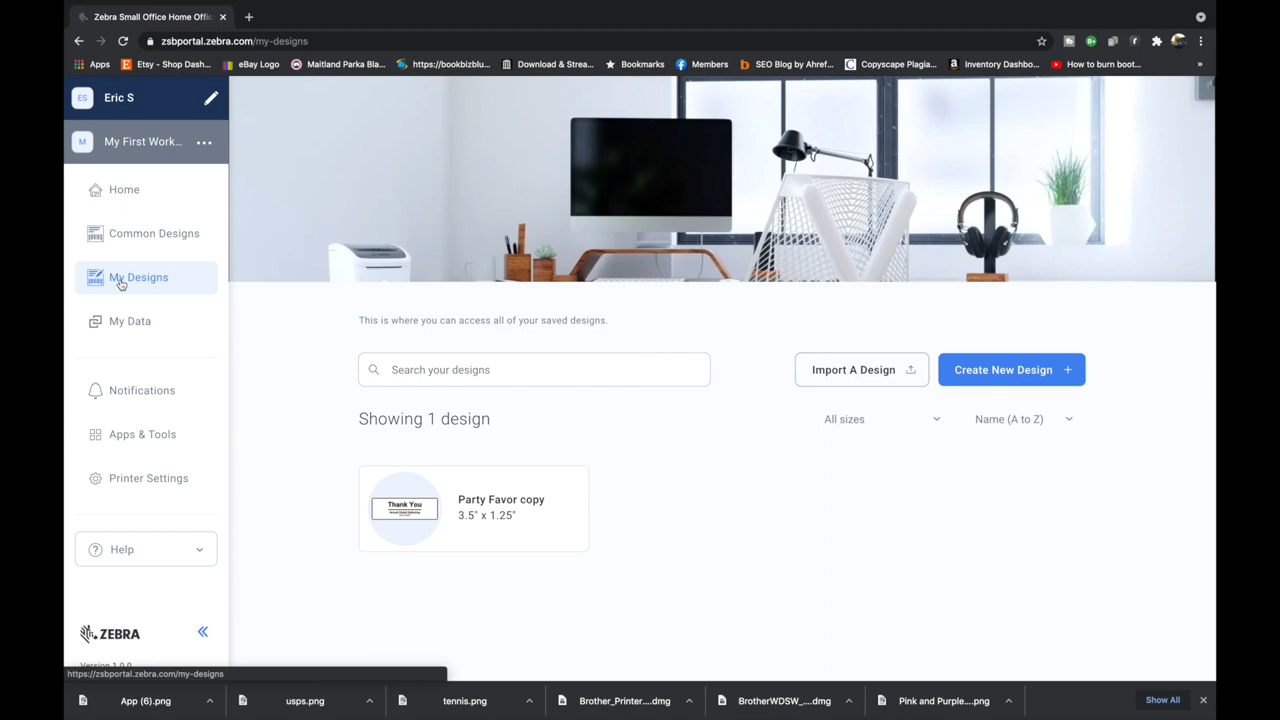 Zebra Small Office Home Offic
zsbportal.zebra.com/my-designs
Apps
Etsy - Shop Dash...
eBay Logo
Maitland Parka Bla...
https://bookbizblu...
Download & Strea...
Bookmarks
Members
SEO Blog by Ahref...
Copyscape Plagia...
Inventory Dashbo...
How to burn boot...
»
ES
Eric S
M
My First Work...
Home
Common Designs
My Designs
My Data
Notifications
Apps & Tools
Printer Settings
Help
ZEBRA
Version 1.0.0
https://zsbportal.zebra.com/my-designs
This is where you can access all of your saved designs.
Search your designs
Import A Design
Create New Design +
Showing 1 design
All sizes
Name (A to Z)
Thank You
Party Favor copy
3.5" x 1.25"
App (6).png
usps.png
tennis.png
Brother_Printer....dmg
BrotherWDSW_....dmg
Pink and Purple....png
Show All